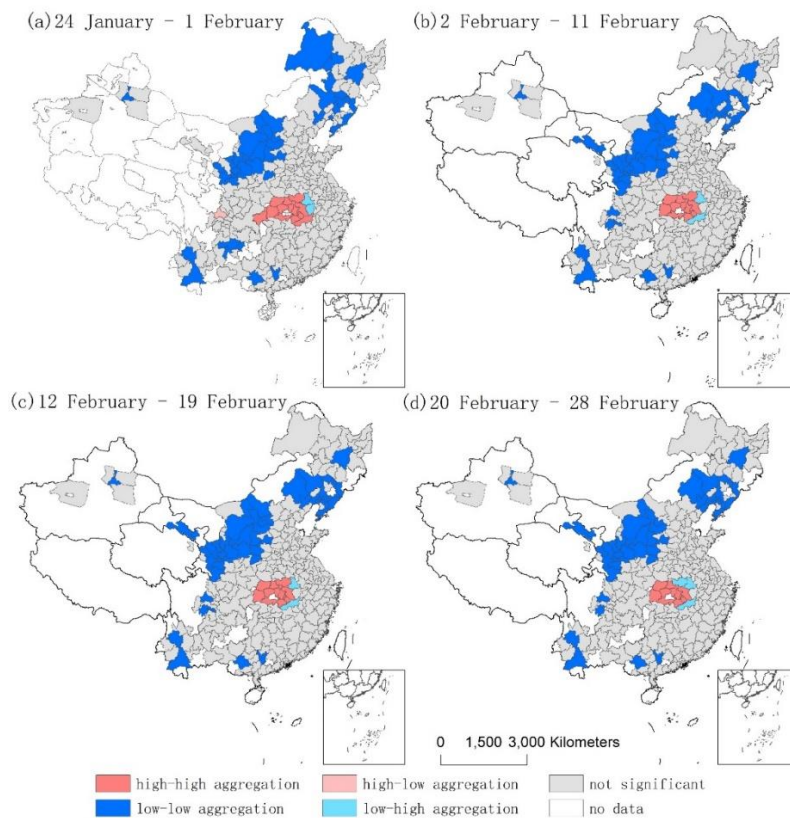 (a) 24 January - 1 February
(b) 2 February - 11 February
(c) 12 February - 19 February
(d) 20 February - 28 February
0 1,500 3,000 Kilometers
high-high aggregation
high-low aggregation
not significant
low-low aggregation
low-high aggregation
no data